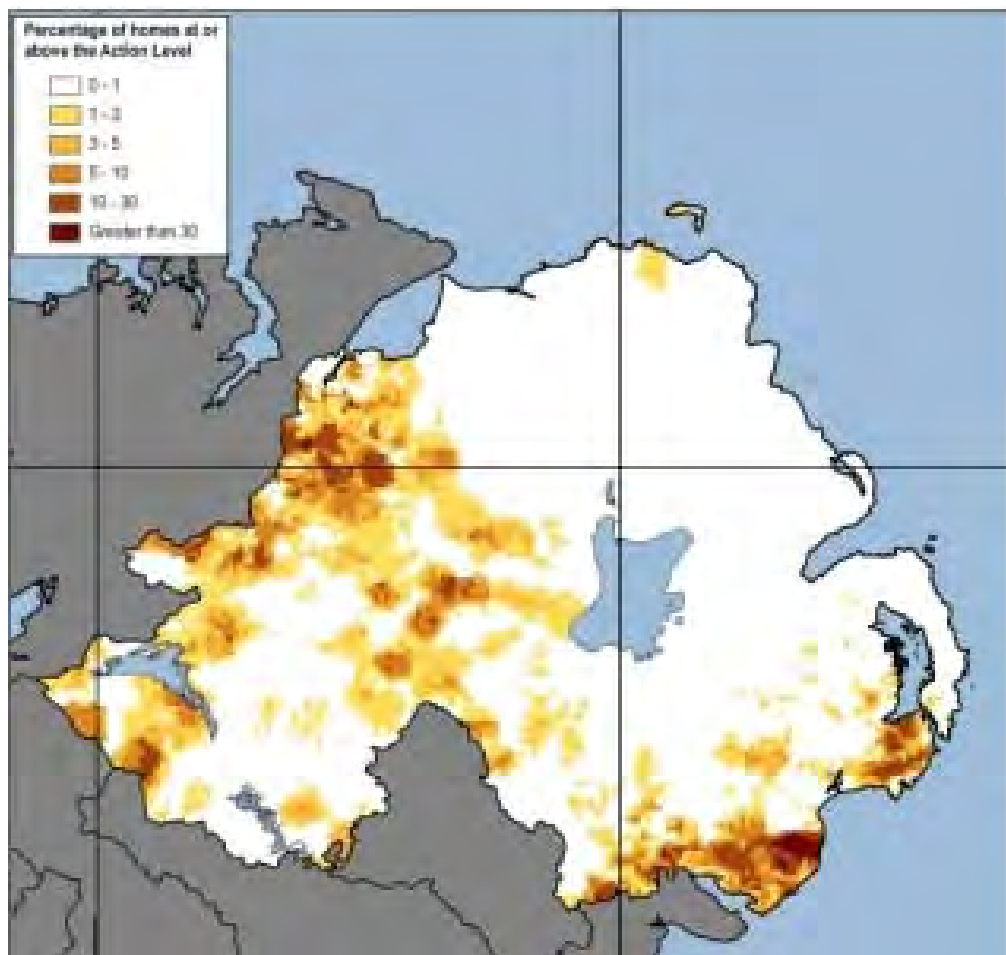 Percentage of homes at or
above the Action Level
0 - 1
1 - 3
3 - 5
5 - 10
10 - 30
Greater than 30